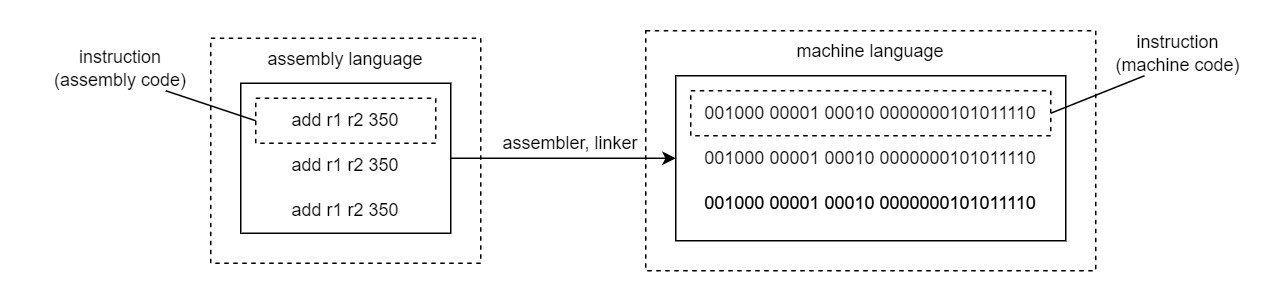 instruction
(assembly code)
assembly language
add r1 r2 350
add r1 r2 350
add r1 r2 350
assembler, linker
machine language
001000 00001 00010 0000000101011110
001000 00001 00010 0000000101011110
001000 00001 00010 0000000101011110
instruction
(machine code)